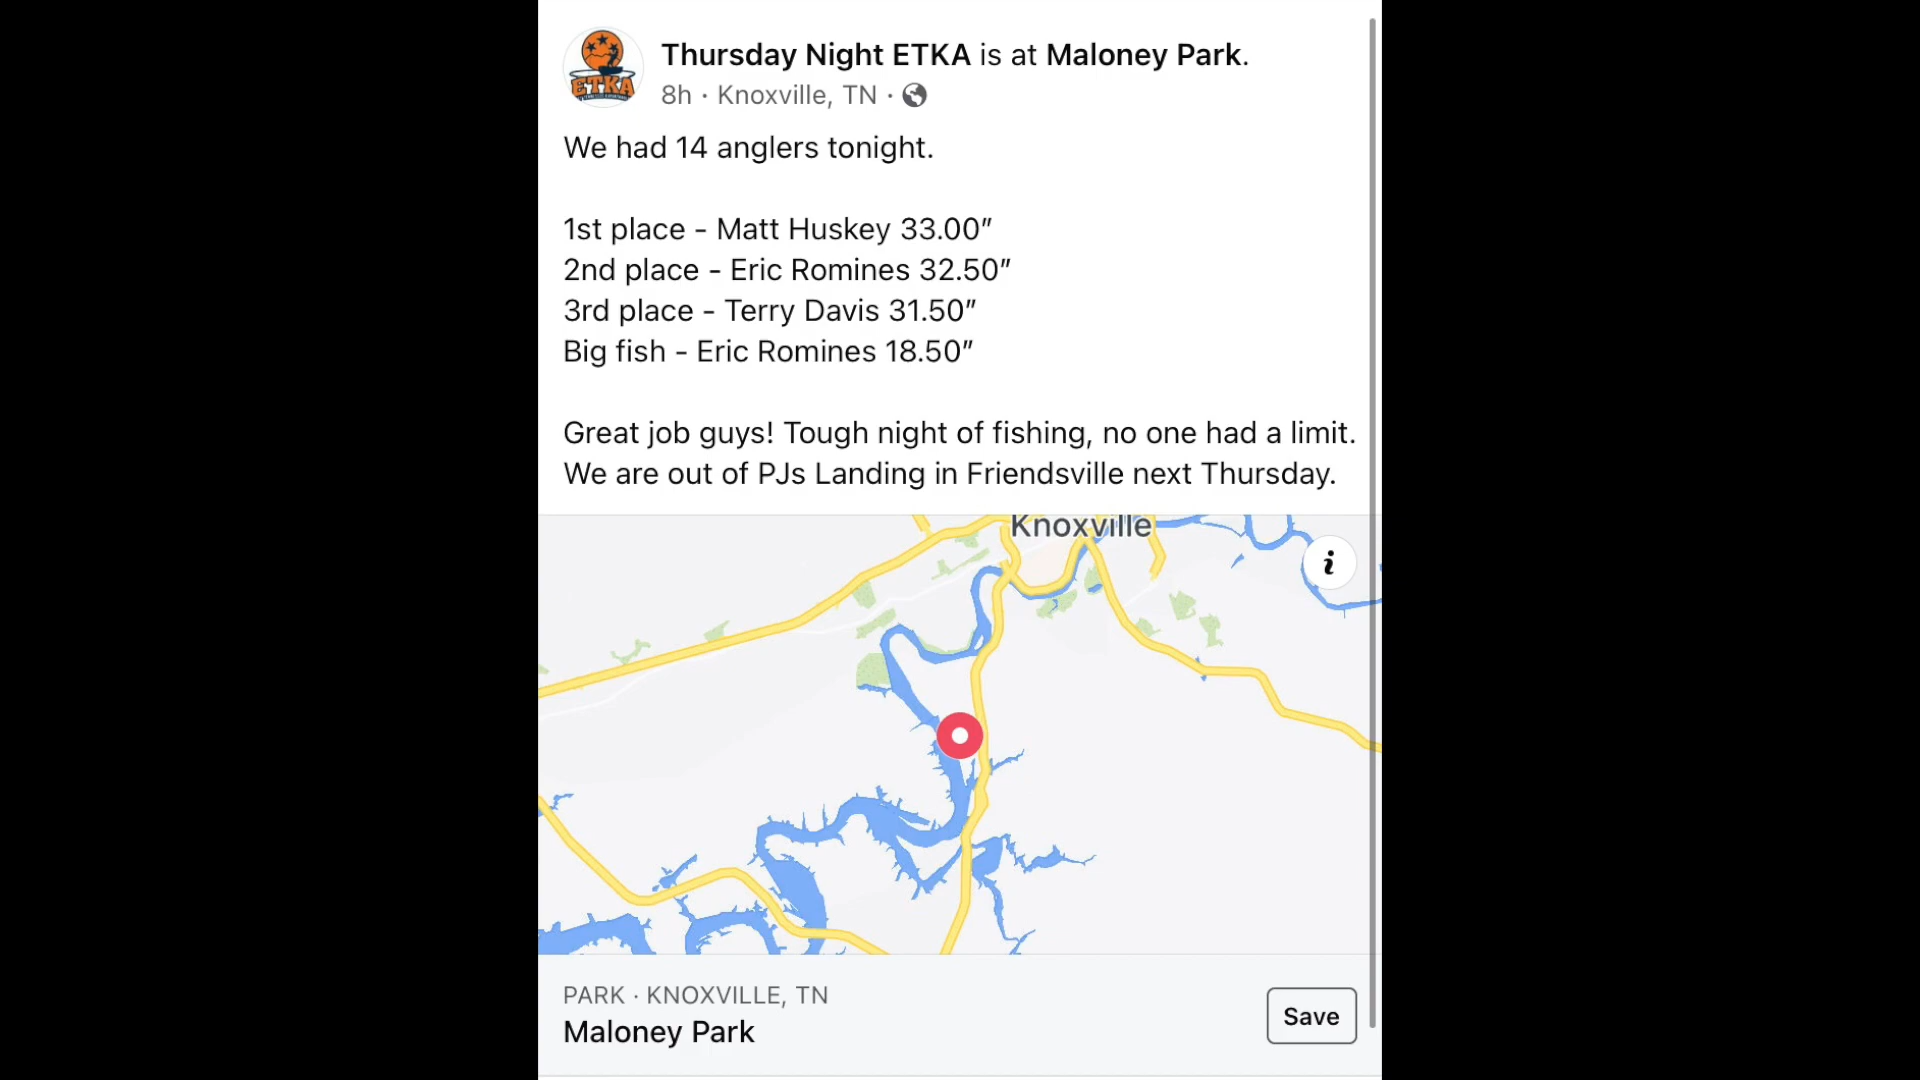 Thursday Night ETKA is at Maloney Park.
8h · Knoxville, TN ·
ETKA
We had 14 anglers tonight.
1st place - Matt Huskey 33.00”
2nd place - Eric Romines 32.50”
3rd place - Terry Davis 31.50”
Big fish - Eric Romines 18.50”
Great job guys! Tough night of fishing, no one had a limit.
We are out of PJs Landing in Friendsville next Thursday.
Knoxville
i
PARK · KNOXVILLE, TN
Maloney Park
Save